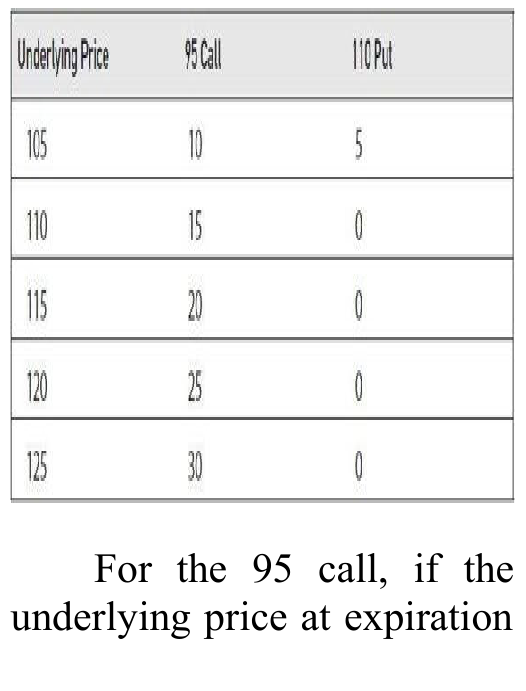 Underlying Price 95 Call 110 Put
105 10 5
110 15 0
115 20 0
120 25 0
125 30 0
For the 95 call, if the
underlying price at expiration